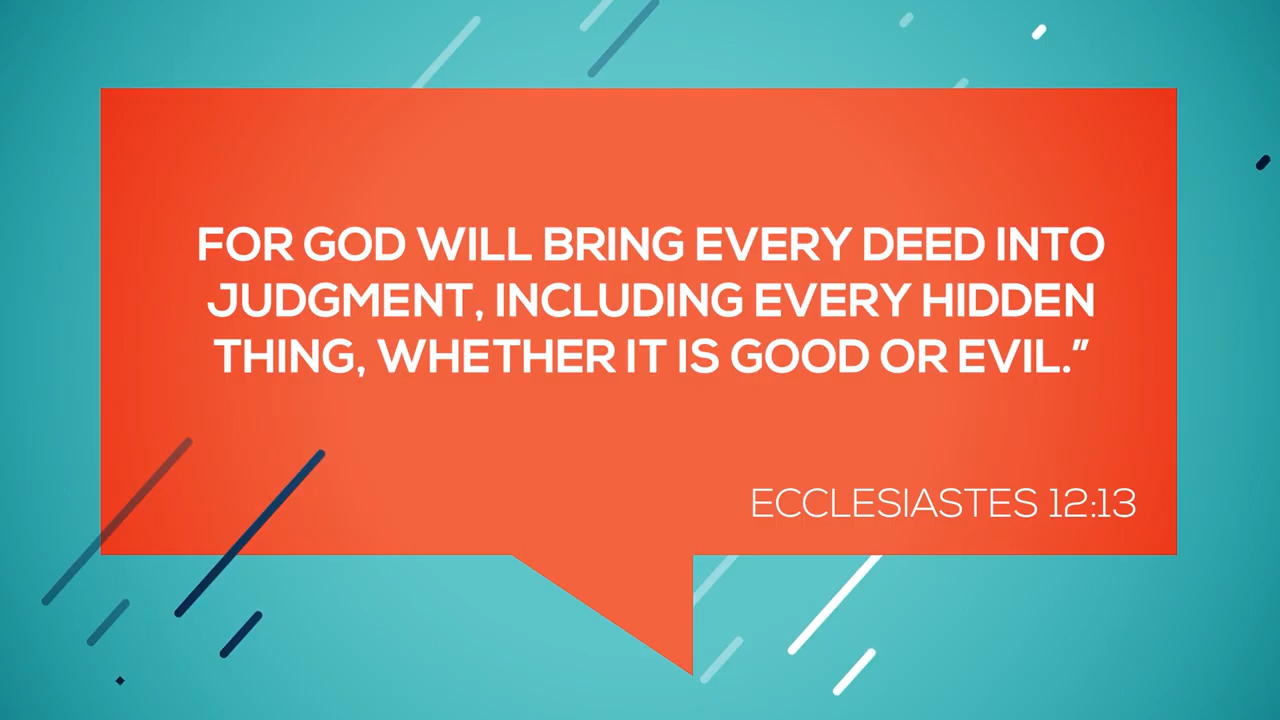 FOR GOD WILL BRING EVERY DEED INTO
JUDGMENT, INCLUDING EVERY HIDDEN
THING, WHETHER IT IS GOOD OR EVIL.”
ECCLESIASTES 12:13